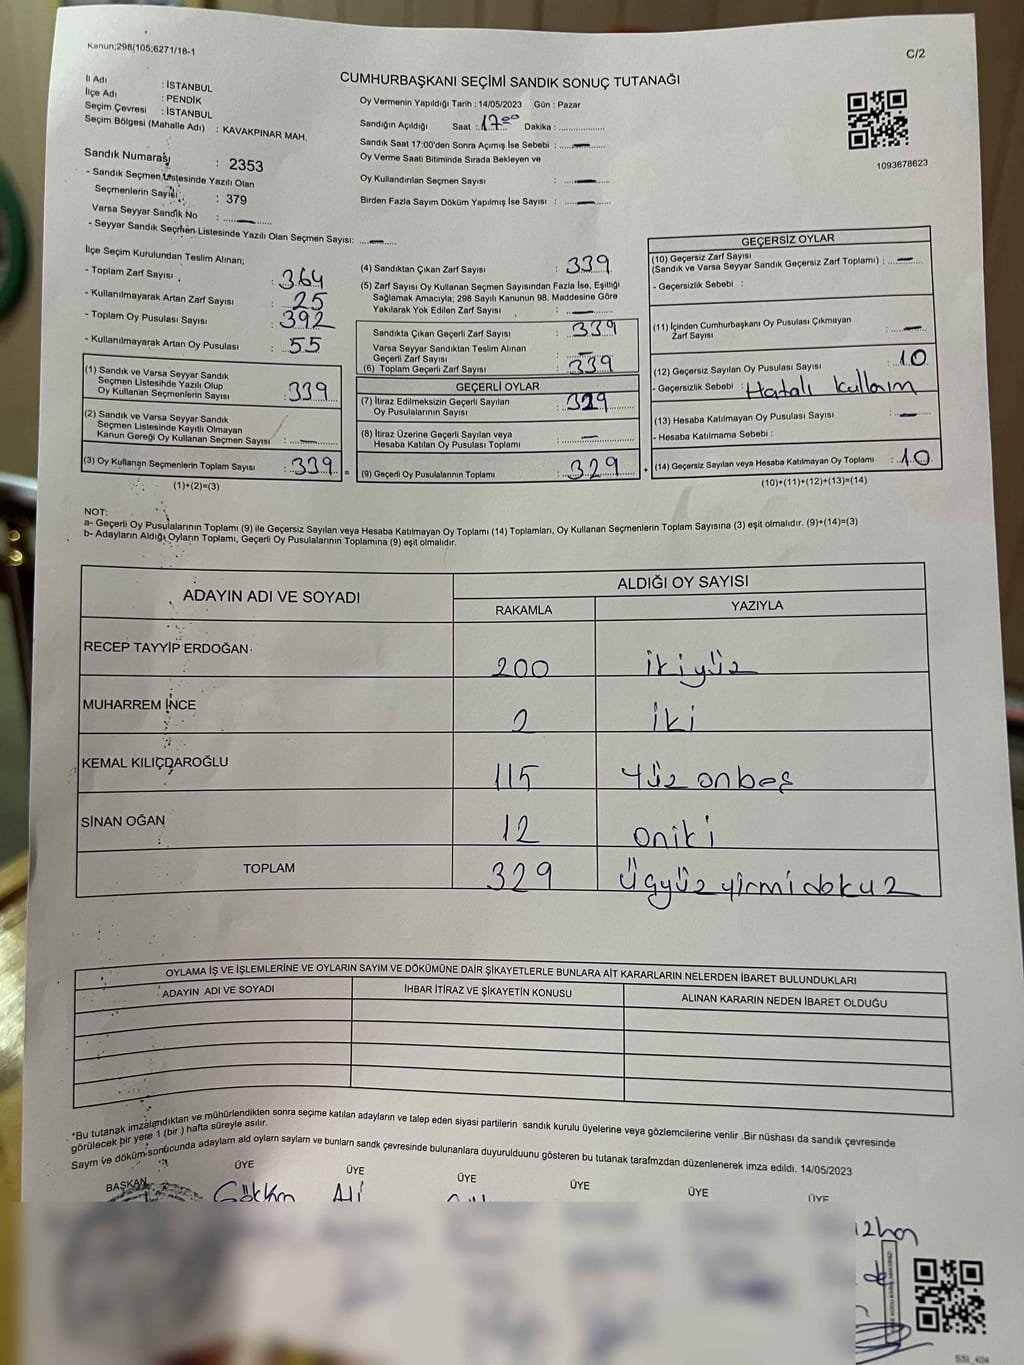 Kanun;298/105;6271/18-1
C/2
CUMHURBAŞKANI SEÇİMİ SANDIK SONUÇ TUTANAĞI
İl Adı : İSTANBUL
İlçe Adı : PENDİK
Seçim Çevresi : İSTANBUL
Seçim Bölgesi (Mahalle Adı) : KAVAKPINAR MAH.
Sandık Numarası : 2353
- Sandık Seçmen Listesinde Yazılı Olan
Seçmenlerin Sayısı : 379
Varsa Seyyar Sandık No :
- Seyyar Sandık Seçmen Listesinde Yazılı Olan Seçmen Sayısı:
Oy Vermenin Yapıldığı Tarih : 14/05/2023 Gün : Pazar
Sandığın Açıldığı Saat : 17 00 Dakika :
Sandık Saat 17:00'den Sonra Açılmış İse Sebebi :
Oy Verme Saati Bitiminde Sırada Bekleyen ve
Oy Kullandırılan Seçmen Sayısı :
Birden Fazla Sayım Döküm Yapılmış İse Sayısı :
1093678623
İlçe Seçim Kurulundan Teslim Alınan;
- Toplam Zarf Sayısı : 364
- Kullanılmayarak Artan Zarf Sayısı : 25
- Toplam Oy Pusulası Sayısı : 392
- Kullanılmayarak Artan Oy Pusulası : 55
(1) Sandık ve Varsa Seyyar Sandık
Seçmen Listesihde Yazılı Olup
Oy Kullanan Seçmenlerin Sayısı : 339
(2) Sandık ve Varsa Seyyar Sandık
Seçmen Listesinde Kayıtlı Olmayan
Kanun Gereği Oy Kullanan Seçmen Sayısı :
(3) Oy Kullanan Seçmenlerin Toplam Sayısı : 339
(1)+(2)=(3)
(4) Sandıktan Çıkan Zarf Sayısı : 339
(5) Zarf Sayısı Oy Kullanan Seçmen Sayısından Fazla İse, Eşitliği
Sağlamak Amacıyla; 298 Sayılı Kanunun 98. Maddesine Göre
Yakılarak Yok Edilen Zarf Sayısı :
Sandıkta Çıkan Geçerli Zarf Sayısı : 339
Varsa Seyyar Sandıktan Teslim Alınan
Geçerli Zarf Sayısı :
(6) Toplam Geçerli Zarf Sayısı : 339
GEÇERLİ OYLAR
(7) İtiraz Edilmeksizin Geçerli Sayılan
Oy Pusulalarının Sayısı : 329
(8) İtiraz Üzerine Geçerli Sayılan veya
Hesaba Katılan Oy Pusulası Toplamı :
(9) Geçerli Oy Pusulalarının Toplamı : 329
GEÇERSİZ OYLAR
(10) Geçersiz Zarf Sayısı
(Sandık ve Varsa Seyyar Sandık Geçersiz Zarf Toplamı) :
- Geçersizlik Sebebi :
(11) İçinden Cumhurbaşkanı Oy Pusulası Çıkmayan
Zarf Sayısı :
(12) Geçersiz Sayılan Oy Pusulası Sayısı : 10
- Geçersizlik Sebebi : Hatalı kullanım
(13) Hesaba Katılmayan Oy Pusulası Sayısı :
- Hesaba Katılmama Sebebi :
(14) Geçersiz Sayılan veya Hesaba Katılmayan Oy Toplamı : 10
(10)+(11)+(12)+(13)=(14)
NOT:
a- Geçerli Oy Pusulalarının Toplamı (9) ile Geçersiz Sayılan veya Hesaba Katılmayan Oy Toplamı (14) Toplamları, Oy Kullanan Seçmenlerin Toplam Sayısına (3) eşit olmalıdır. (9)+(14)=(3)
b- Adayların Aldığı Oyların Toplamı, Geçerli Oy Pusulalarının Toplamına (9) eşit olmalıdır.
ADAYIN ADI VE SOYADI ALDIĞI OY SAYISI
RAKAMLA YAZIYLA
RECEP TAYYİP ERDOĞAN 200 ikiyüz
MUHARREM İNCE 2 iki
KEMAL KILIÇDAROĞLU 115 Yüz onbeş
SİNAN OĞAN 12 oniki
TOPLAM 329 Üçyüz yirmi dokuz
OYLAMA İŞ VE İŞLEMLERİNE VE OYLARIN SAYIM VE DÖKÜMÜNE DAİR ŞİKAYETLERLE BUNLARA AİT KARARLARIN NELERDEN İBARET BULUNDUKLARI
ADAYIN ADI VE SOYADI İHBAR İTİRAZ VE ŞİKAYETİN KONUSU ALINAN KARARIN NEDEN İBARET OLDUĞU
*Bu tutanak imzalandıktan ve mühürlendikten sonra seçime katılan adayların ve talep eden siyasi partilerin sandık kurulu üyelerine veya gözlemcilerine verilir .Bir nüshası da sandık çevresinde
görülecek bir yere 1 (bir ) hafta süreyle asılır.
Sayım ve döküm sonucunda adayların ald oyların sayları ve bunların sandk çevresinde bulunanlara duyurulduunu gösteren bu tutanak tarafmzdan düzenlenerek imza edildi. 14/05/2023
BAŞKAN ÜYE ÜYE ÜYE ÜYE ÜYE ÜYE
Gökhan Ali